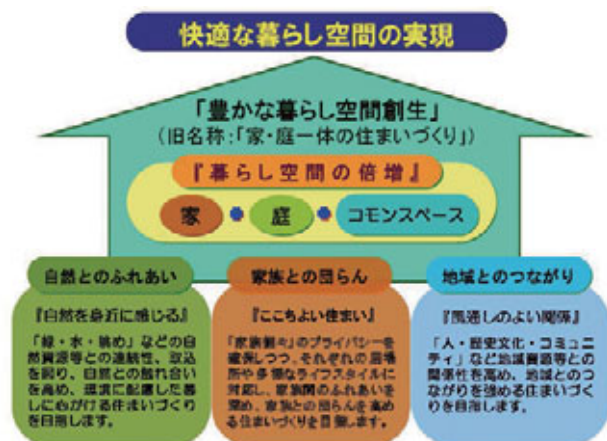 快適な暮らし空間の実現
「豊かな暮らし空間創生」
(旧名称:「家・庭一体の住まいづくり」)
『暮らし空間の倍増』
家・庭・コモンスペース
自然とのふれあい
『自然を身近に感じる』
「緑・水・眺め」などの自
然資源等との連続性、取込
を図り、自然との触れ合い
を高め、環境に配慮した暮
しに心がける住まいづくり
を目指します。
家族との団らん
『ここちよい住まい』
「家族個々」のプライバシーを
確保しつつ、それぞれの居場
所や多様なライフスタイルに
対応し、家族間のふれあいを
深め、家族との団らんを高め
る住まいづくりを目指します。
地域とのつながり
『風通しのよい関係』
「人・歴史文化・コミュニ
ティ」など地域資源等との
関係性を高め、地域とのつ
ながりを強める住まいづく
りを目指します。